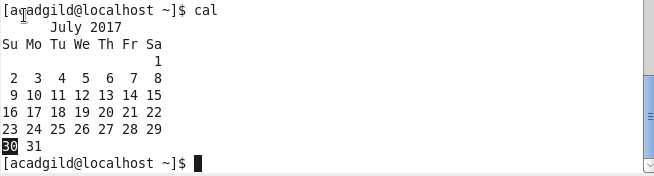 [acadgild@localhost ~]$ cal
      July 2017
Su Mo Tu We Th Fr Sa
                   1
 2  3  4  5  6  7  8
 9 10 11 12 13 14 15
16 17 18 19 20 21 22
23 24 25 26 27 28 29
30 31
[acadgild@localhost ~]$